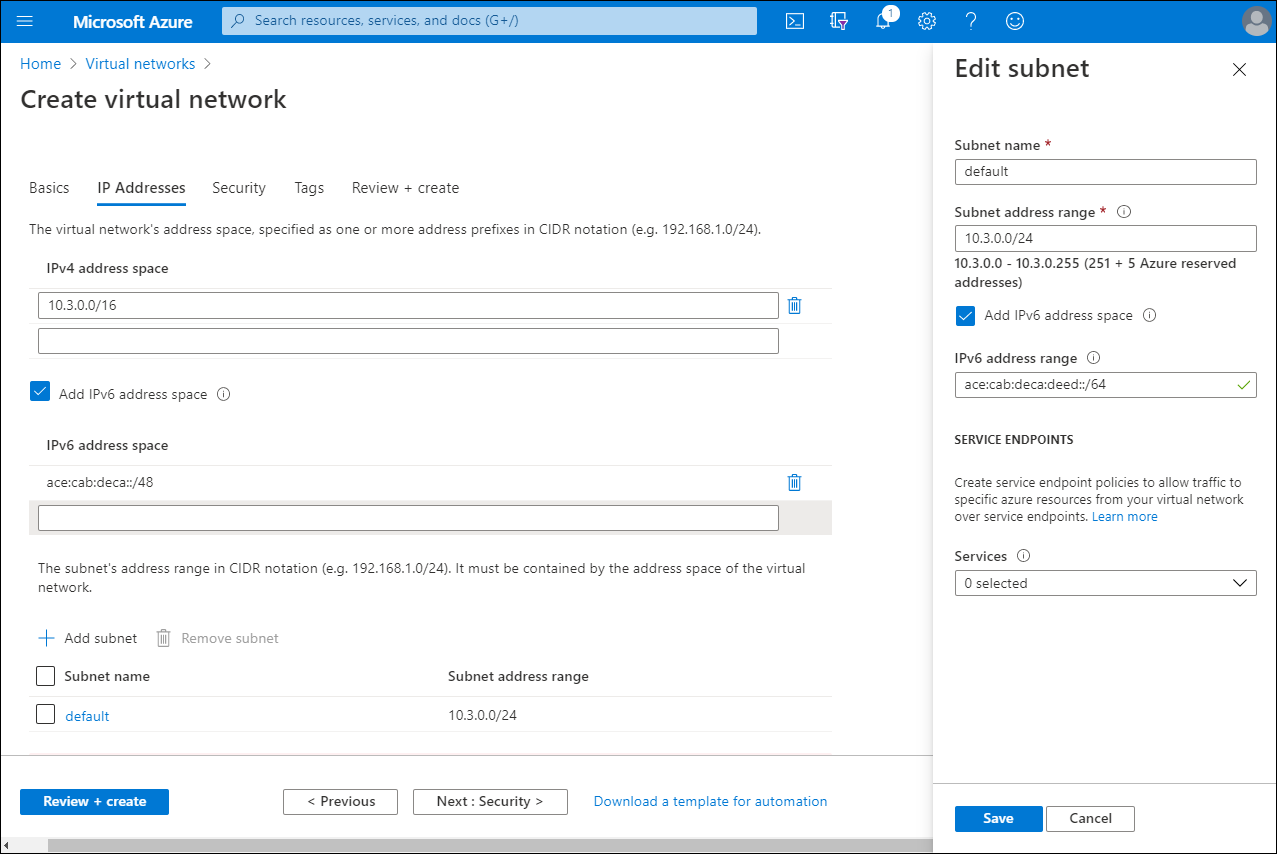 Microsoft Azure
Search resources, services, and docs (G+/)
1
Home > Virtual networks >
Create virtual network
Basics
IP Addresses
Security
Tags
Review + create
The virtual network's address space, specified as one or more address prefixes in CIDR notation (e.g. 192.168.1.0/24).
IPv4 address space
10.3.0.0/16
Add IPv6 address space
IPv6 address space
ace:cab:deca::/48
The subnet's address range in CIDR notation (e.g. 192.168.1.0/24). It must be contained by the address space of the virtual
network.
Add subnet
Remove subnet
Subnet name
Subnet address range
default
10.3.0.0/24
Review + create
< Previous
Next : Security >
Download a template for automation
Edit subnet
Subnet name *
default
Subnet address range *
10.3.0.0/24
10.3.0.0 - 10.3.0.255 (251 + 5 Azure reserved
addresses)
Add IPv6 address space
IPv6 address range
ace:cab:deca:deed::/64
SERVICE ENDPOINTS
Create service endpoint policies to allow traffic to
specific azure resources from your virtual network
over service endpoints. Learn more
Services
0 selected
Save
Cancel